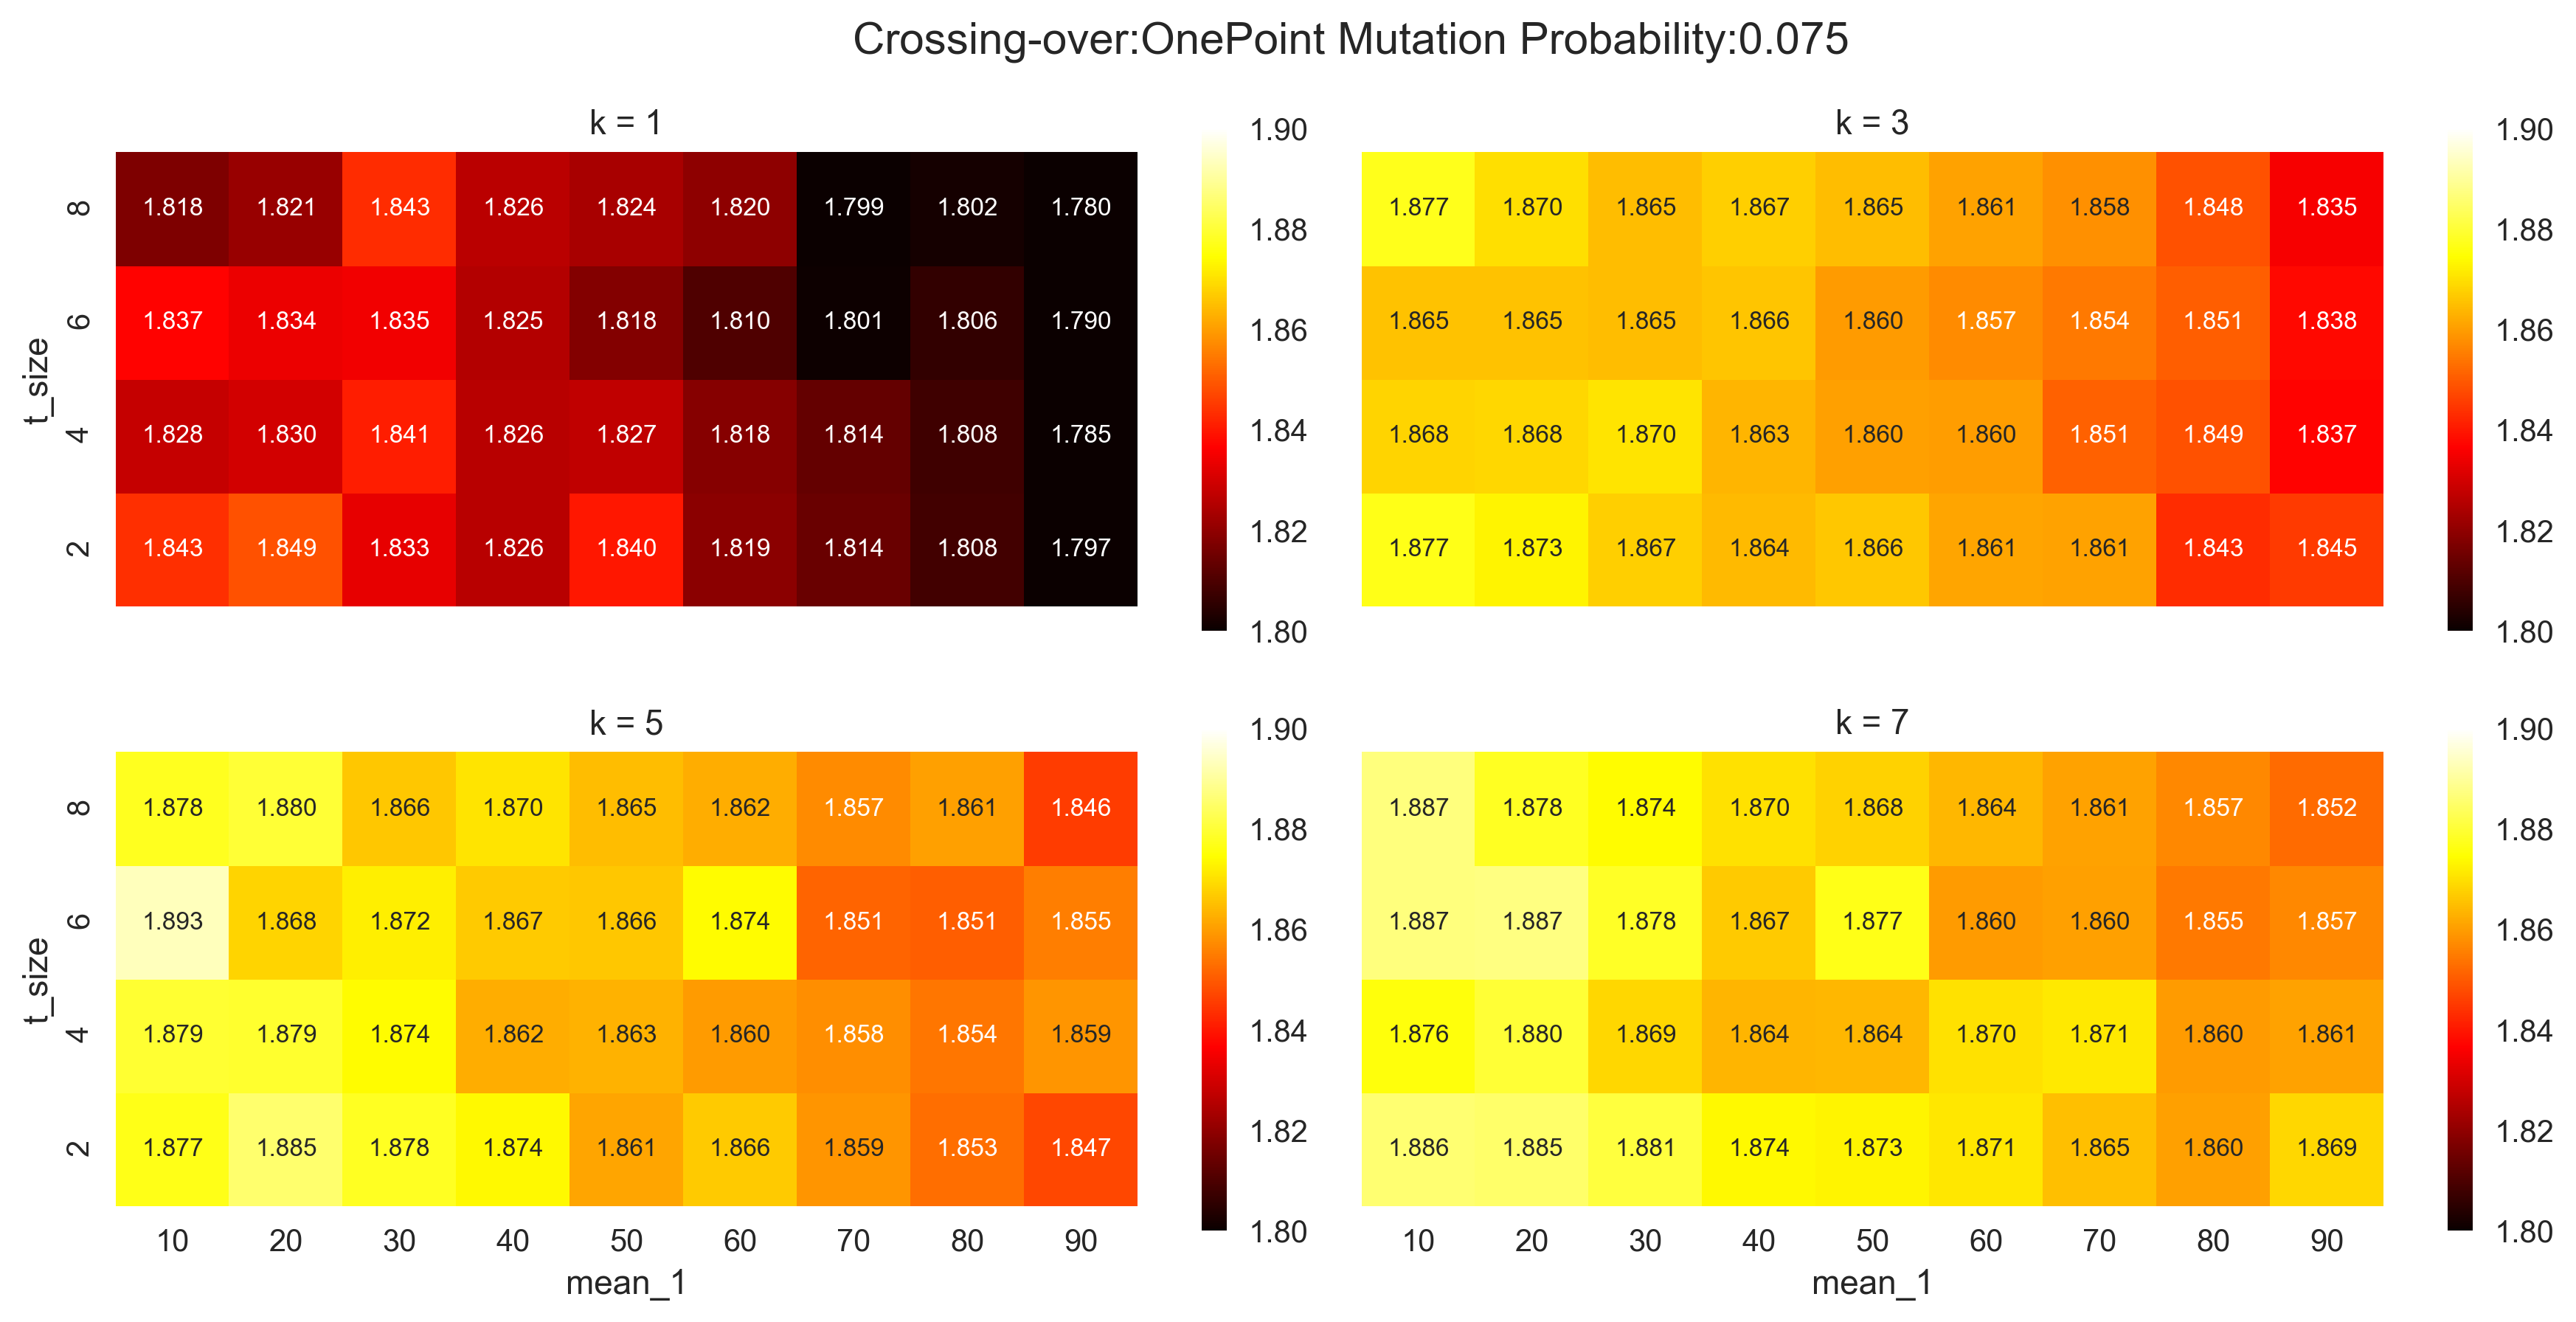 Crossing-over:OnePoint Mutation Probability:0.075
k = 1
t_size
8 1.818 1.821 1.843 1.826 1.824 1.820 1.799 1.802 1.780
6 1.837 1.834 1.835 1.825 1.818 1.810 1.801 1.806 1.790
4 1.828 1.830 1.841 1.826 1.827 1.818 1.814 1.808 1.785
2 1.843 1.849 1.833 1.826 1.840 1.819 1.814 1.808 1.797
1.90
1.88
1.86
1.84
1.82
1.80
k = 3
1.877 1.870 1.865 1.867 1.865 1.861 1.858 1.848 1.835
1.865 1.865 1.865 1.866 1.860 1.857 1.854 1.851 1.838
1.868 1.868 1.870 1.863 1.860 1.860 1.851 1.849 1.837
1.877 1.873 1.867 1.864 1.866 1.861 1.861 1.843 1.845
1.90
1.88
1.86
1.84
1.82
1.80
k = 5
t_size
8 1.878 1.880 1.866 1.870 1.865 1.862 1.857 1.861 1.846
6 1.893 1.868 1.872 1.867 1.866 1.874 1.851 1.851 1.855
4 1.879 1.879 1.874 1.862 1.863 1.860 1.858 1.854 1.859
2 1.877 1.885 1.878 1.874 1.861 1.866 1.859 1.853 1.847
10 20 30 40 50 60 70 80 90
mean_1
1.90
1.88
1.86
1.84
1.82
1.80
k = 7
1.887 1.878 1.874 1.870 1.868 1.864 1.861 1.857 1.852
1.887 1.887 1.878 1.867 1.877 1.860 1.860 1.855 1.857
1.876 1.880 1.869 1.864 1.864 1.870 1.871 1.860 1.861
1.886 1.885 1.881 1.874 1.873 1.871 1.865 1.860 1.869
10 20 30 40 50 60 70 80 90
mean_1
1.90
1.88
1.86
1.84
1.82
1.80